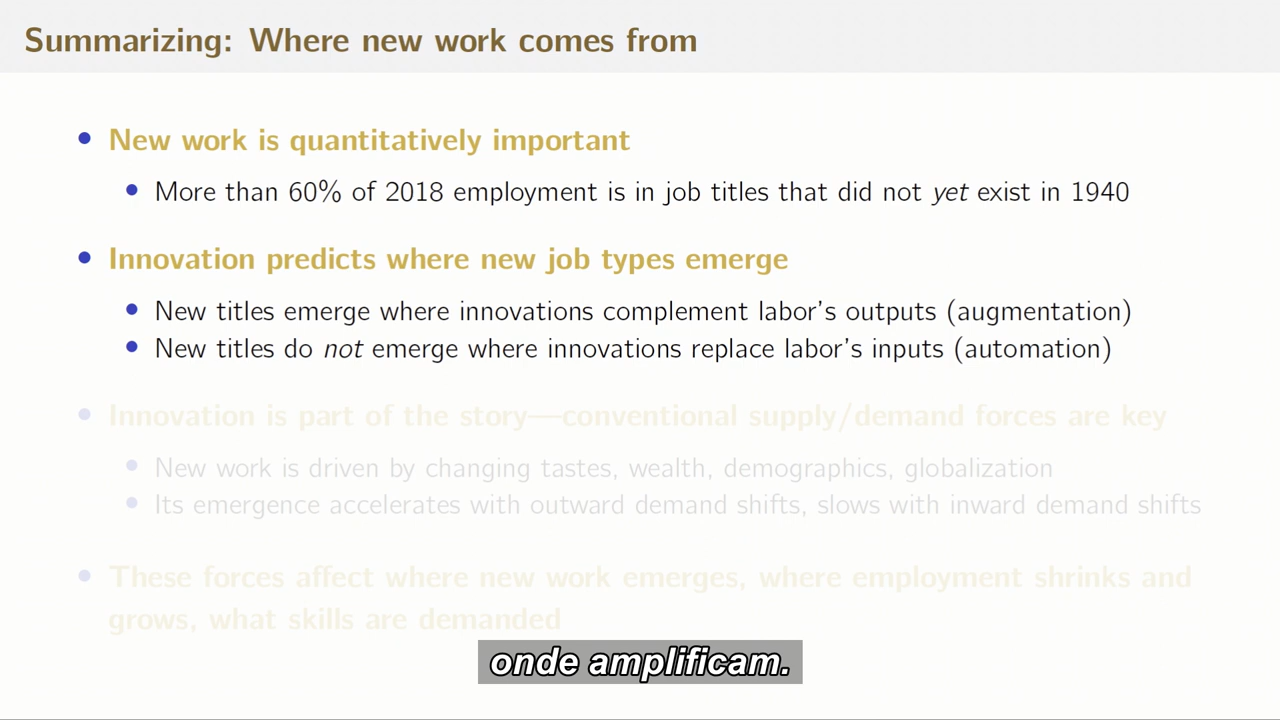 Summarizing: Where new work comes from
New work is quantitatively important
More than 60% of 2018 employment is in job titles that did not yet exist in 1940
Innovation predicts where new job types emerge
New titles emerge where innovations complement labor's outputs (augmentation)
New titles do not emerge where innovations replace labor's inputs (automation)
Innovation is part of the story—conventional supply/demand forces are key
New work is driven by changing tastes, wealth, demographics, globalization
Its emergence accelerates with outward demand shifts, slows with inward demand shifts
These forces affect where new work emerges, where employment shrinks and
grows, what skills are demanded
onde amplificam.